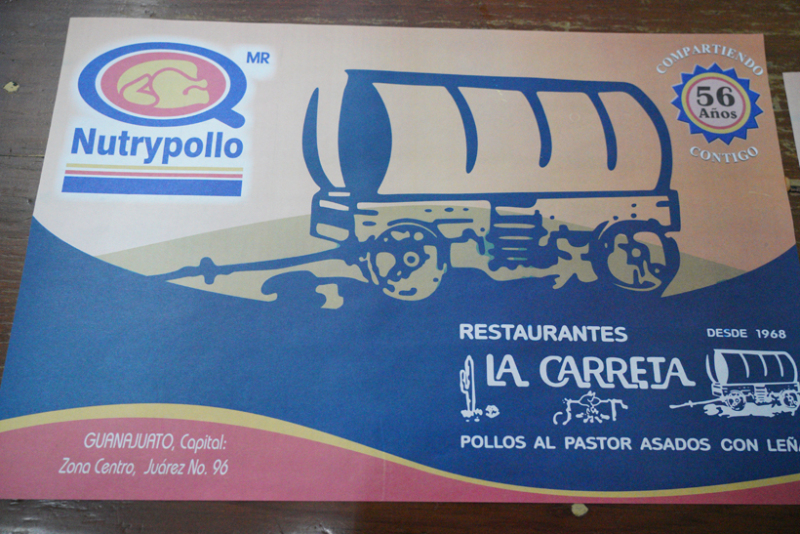 MR
Nutrypollo
COMPARTIENDO
56
Años
CONTIGO
RESTAURANTES
DESDE 1968
LA CARRETA
POLLOS AL PASTOR ASADOS CON LEÑA
GUANAJUATO, Capital:
Zona Centro, Juárez No. 96